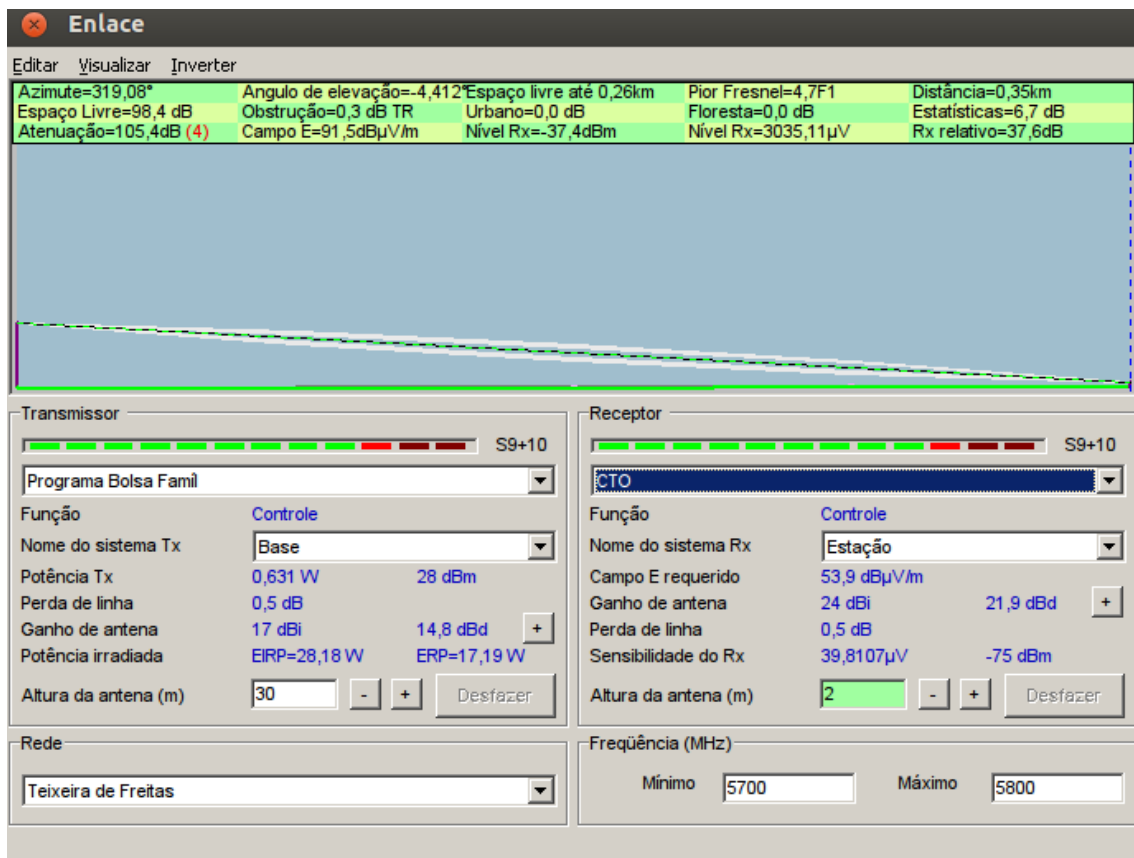 Enlace
Editar Visualizar Inverter
Azimute=319,08° Angulo de elevação=-4,412° Espaço livre até 0,26km Pior Fresnel=4,7F1 Distância=0,35km
Espaço Livre=98,4 dB Obstrução=0,3 dB TR Urbano=0,0 dB Floresta=0,0 dB Estatísticas=6,7 dB
Atenuação=105,4dB (4) Campo E=91,5dBµV/m Nível Rx=-37,4dBm Nível Rx=3035,11µV Rx relativo=37,6dB
Transmissor
S9+10
Programa Bolsa Famíl
Função Controle
Nome do sistema Tx Base
Potência Tx 0,631 W 28 dBm
Perda de linha 0,5 dB
Ganho de antena 17 dBi 14,8 dBd +
Potência irradiada EIRP=28,18 W ERP=17,19 W
Altura da antena (m) 30 - + Desfazer
Receptor
S9+10
CTO
Função Controle
Nome do sistema Rx Estação
Campo E requerido 53,9 dBµV/m
Ganho de antena 24 dBi 21,9 dBd +
Perda de linha 0,5 dB
Sensibilidade do Rx 39,8107µV -75 dBm
Altura da antena (m) 2 - + Desfazer
Rede
Teixeira de Freitas
Freqüência (MHz)
Mínimo 5700 Máximo 5800